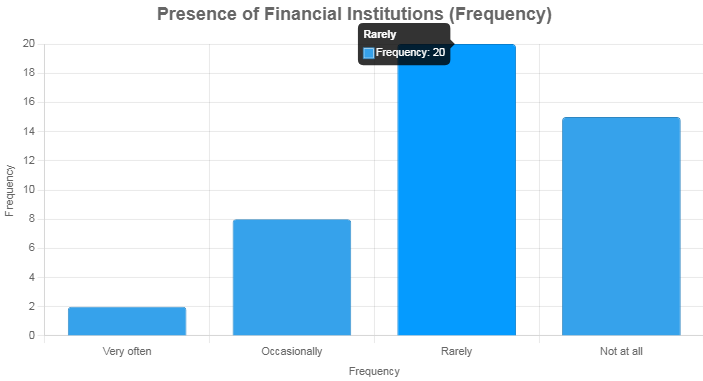 Presence of Financial Institutions (Frequency)
Rarely
Frequency: 20
20
18
16
14
12
10
8
6
4
2
0
Frequency
Very often
Occasionally
Rarely
Not at all
Frequency